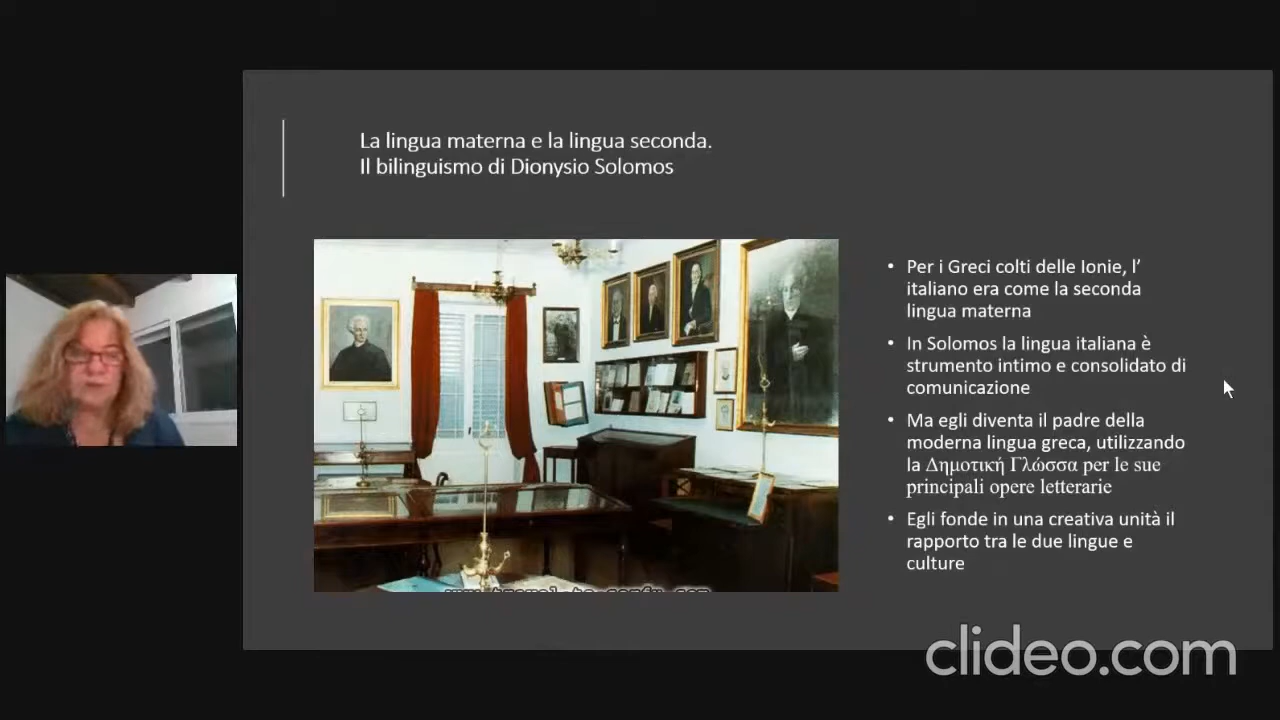 La lingua materna e la lingua seconda.
Il bilinguismo di Dionysio Solomos
• Per i Greci colti delle Ionie, l’
italiano era come la seconda
lingua materna
• In Solomos la lingua italiana è
strumento intimo e consolidato di
comunicazione
• Ma egli diventa il padre della
moderna lingua greca, utilizzando
la Δημοτική Γλώσσα per le sue
principali opere letterarie
• Egli fonde in una creativa unità il
rapporto tra le due lingue e
culture
clideo.com